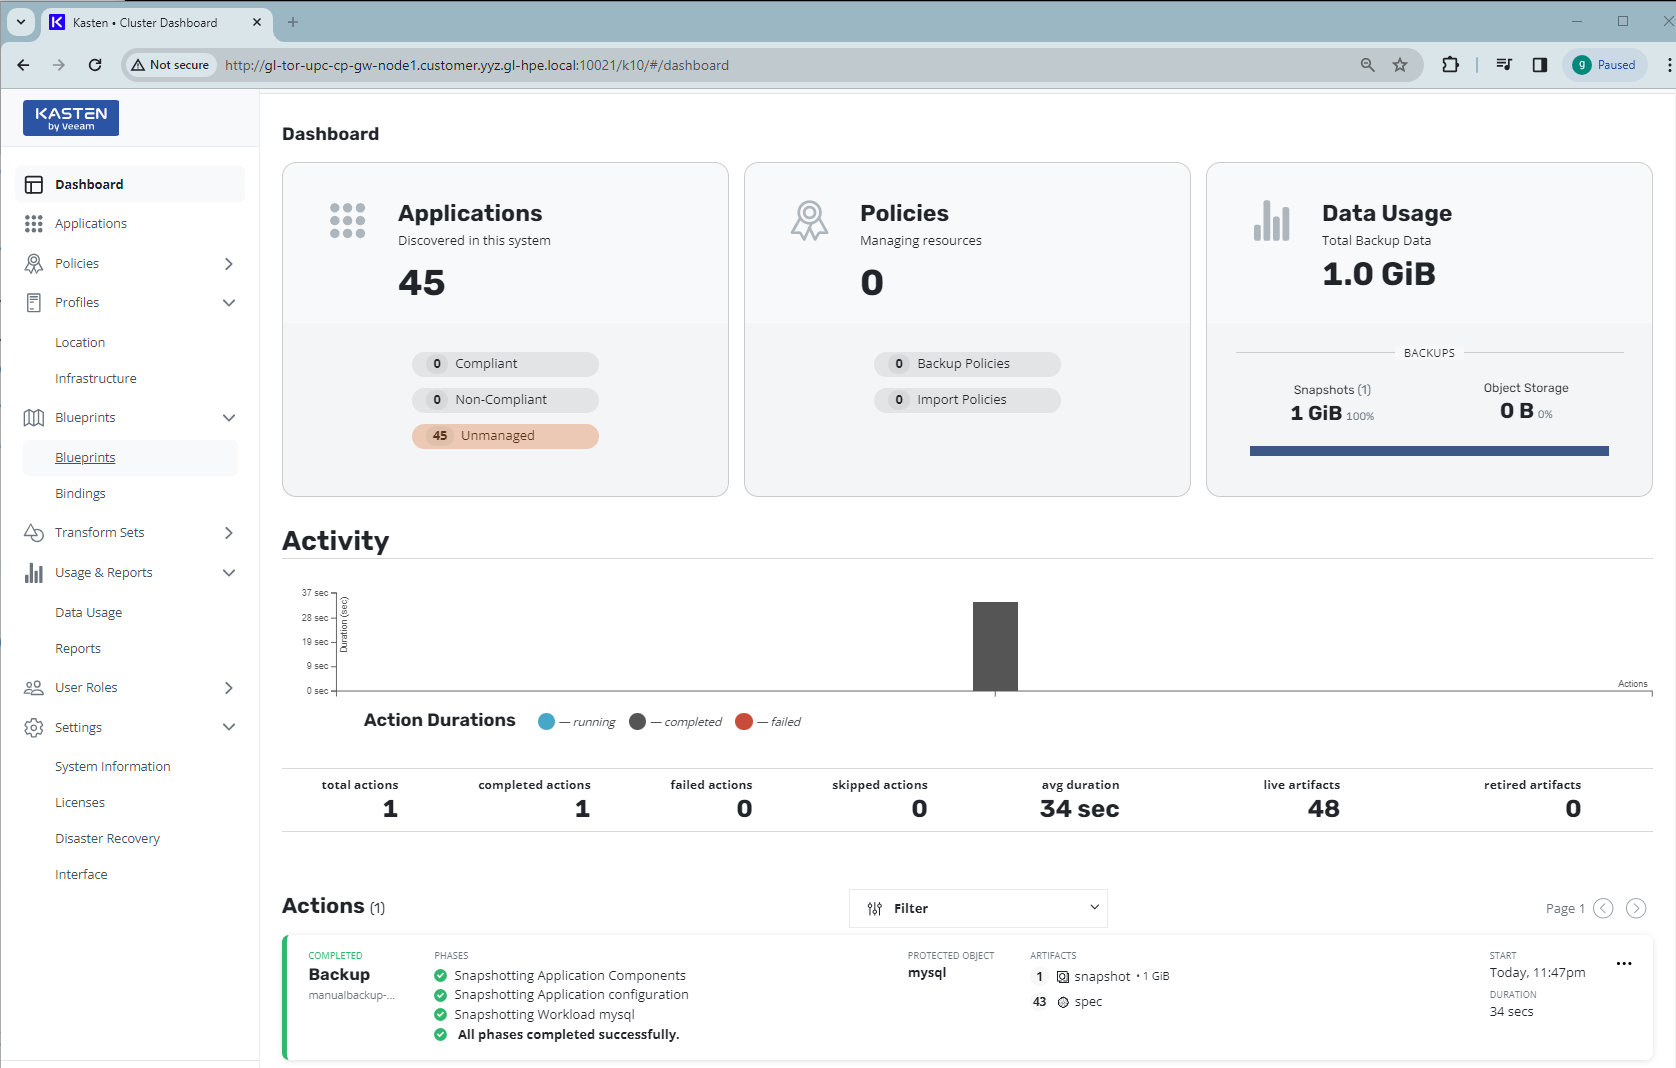 Kasten • Cluster Dashboard
Not secure
http://gl-tor-upc-cp-gw-node1.customer.yyz.gl-hpe.local:10021/k10/#/dashboard
g Paused
KASTEN
by Veeam
Dashboard
Applications
Policies
Profiles
Location
Infrastructure
Blueprints
Blueprints
Bindings
Transform Sets
Usage & Reports
Data Usage
Reports
User Roles
Settings
System Information
Licenses
Disaster Recovery
Interface
Dashboard
Applications
Discovered in this system
45
0 Compliant
0 Non-Compliant
45 Unmanaged
Policies
Managing resources
0
0 Backup Policies
0 Import Policies
Data Usage
Total Backup Data
1.0 GiB
BACKUPS
Snapshots (1)
1 GiB 100%
Object Storage
0 B 0%
Activity
37 sec
28 sec
19 sec
9 sec
0 sec
Duration (sec)
Actions
Action Durations
— running
— completed
— failed
total actions
1
completed actions
1
failed actions
0
skipped actions
0
avg duration
34 sec
live artifacts
48
retired artifacts
0
Actions (1)
Filter
Page 1
COMPLETED
Backup
manualbackup-...
PHASES
Snapshotting Application Components
Snapshotting Application configuration
Snapshotting Workload mysql
All phases completed successfully.
PROTECTED OBJECT
mysql
ARTIFACTS
1 snapshot • 1 GiB
43 spec
START
Today, 11:47pm
DURATION
34 secs